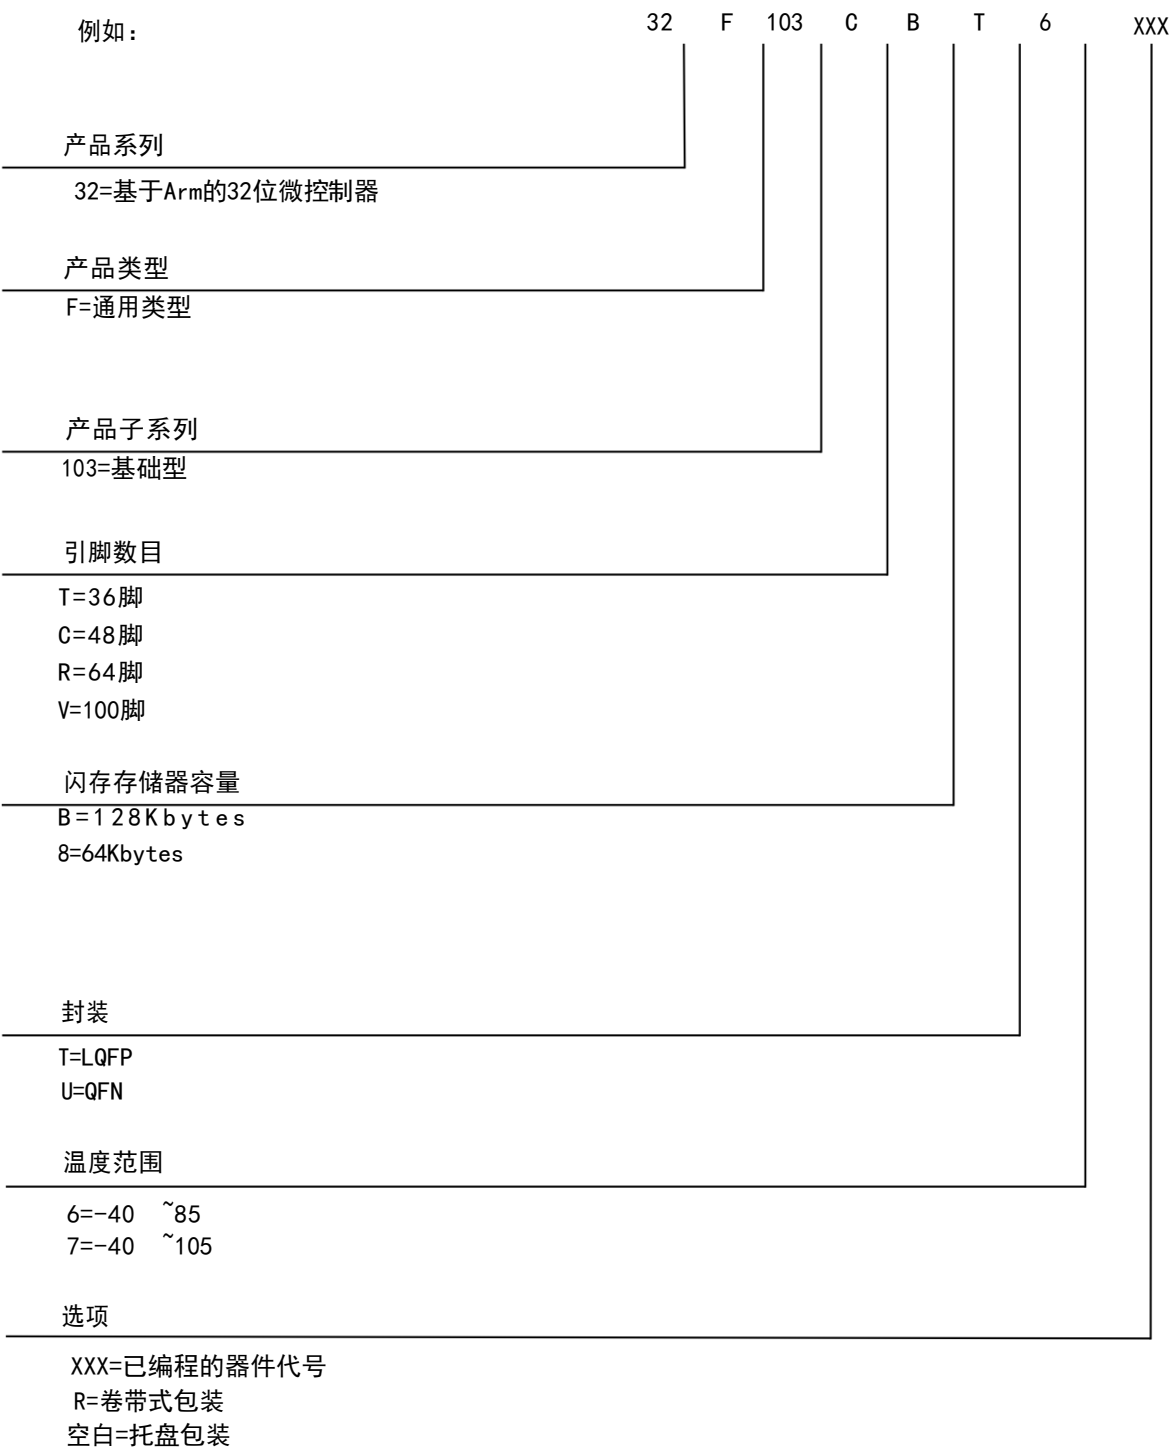 例如： 32 F 103 C B T 6 XXX
产品系列
32=基于Arm的32位微控制器
产品类型
F=通用类型
产品子系列
103=基础型
引脚数目
T=36脚
C=48脚
R=64脚
V=100脚
闪存存储器容量
B=128Kbytes
8=64Kbytes
封装
T=LQFP
U=QFN
温度范围
6=-40 ~85
7=-40 ~105
选项
XXX=已编程的器件代号
R=卷带式包装
空白=托盘包装